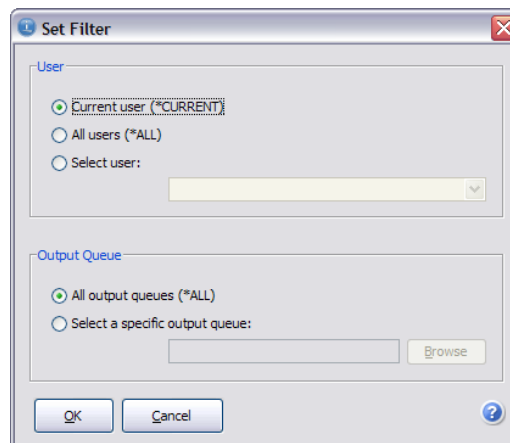 Set Filter
User
Current user (*CURRENT)
All users (*ALL)
Select user:
Output Queue
All output queues (*ALL)
Select a specific output queue:
Browse
OK
Cancel